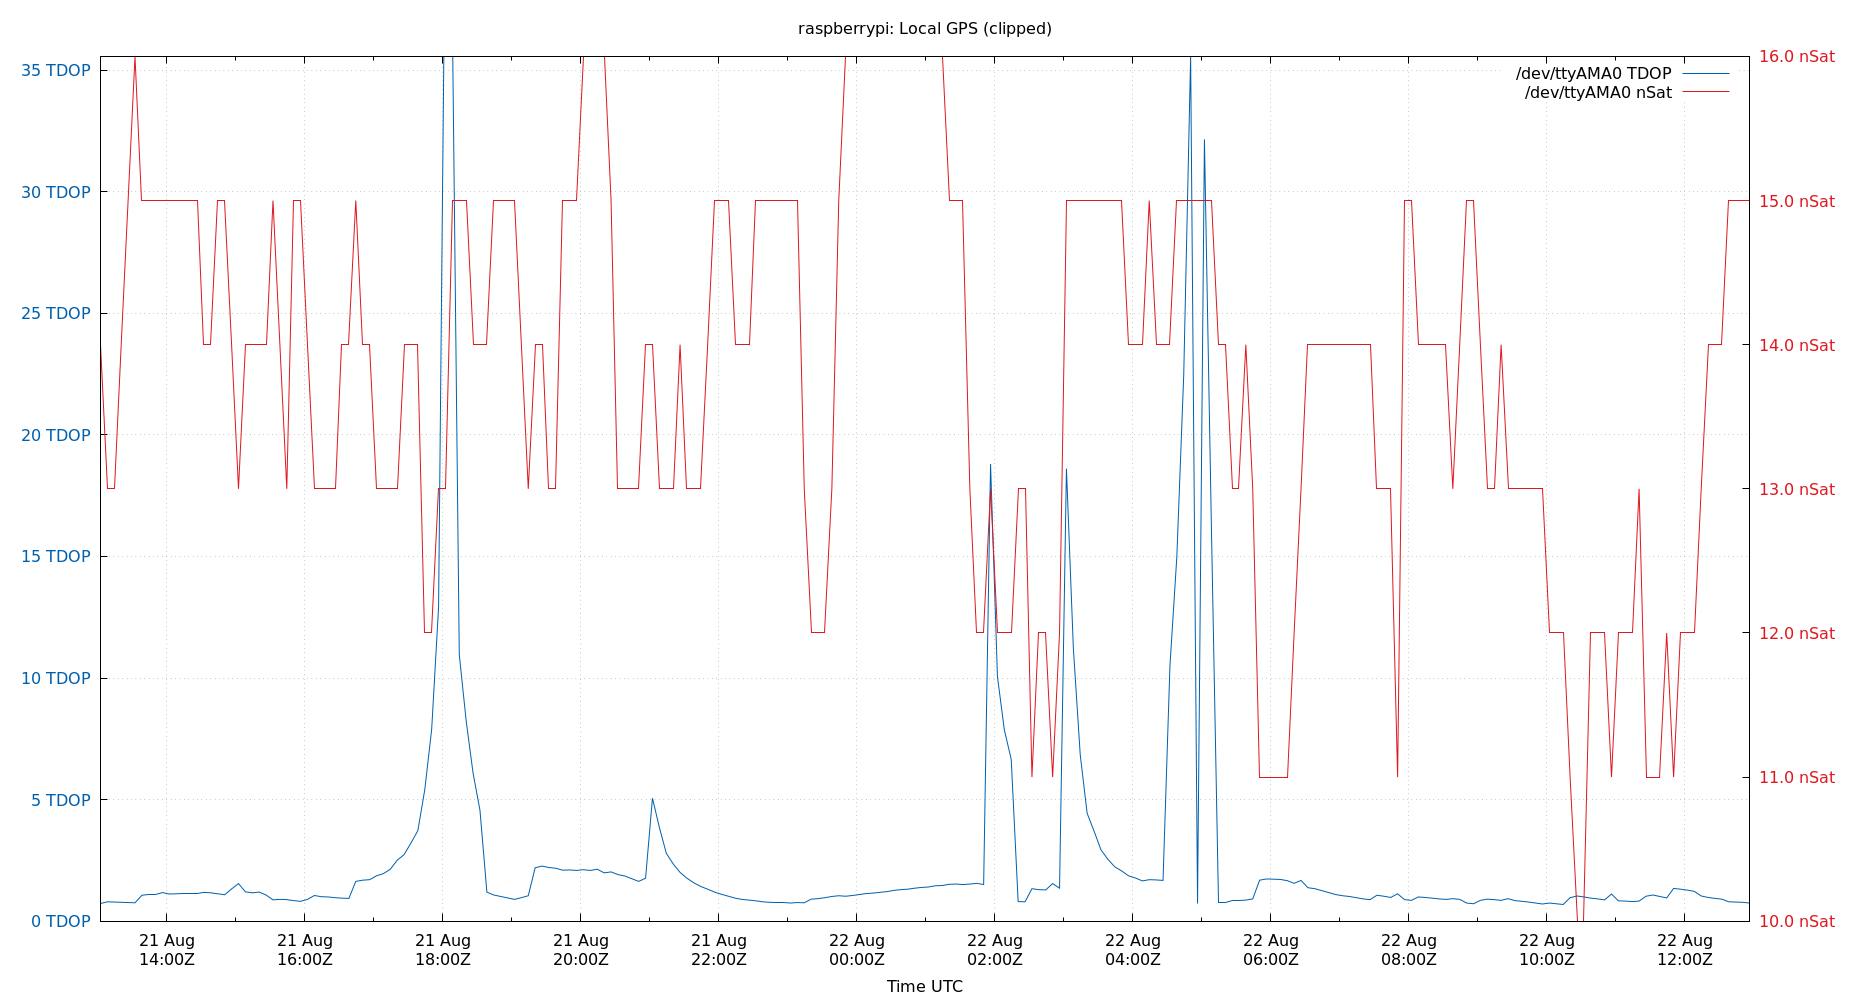 raspberrypi: Local GPS (clipped)
35 TDOP
30 TDOP
25 TDOP
20 TDOP
15 TDOP
10 TDOP
5 TDOP
0 TDOP
16.0 nSat
15.0 nSat
14.0 nSat
13.0 nSat
12.0 nSat
11.0 nSat
10.0 nSat
/dev/ttyAMA0 TDOP
/dev/ttyAMA0 nSat
21 Aug
14:00Z
21 Aug
16:00Z
21 Aug
18:00Z
21 Aug
20:00Z
21 Aug
22:00Z
22 Aug
00:00Z
22 Aug
02:00Z
22 Aug
04:00Z
22 Aug
06:00Z
22 Aug
08:00Z
22 Aug
10:00Z
22 Aug
12:00Z
Time UTC